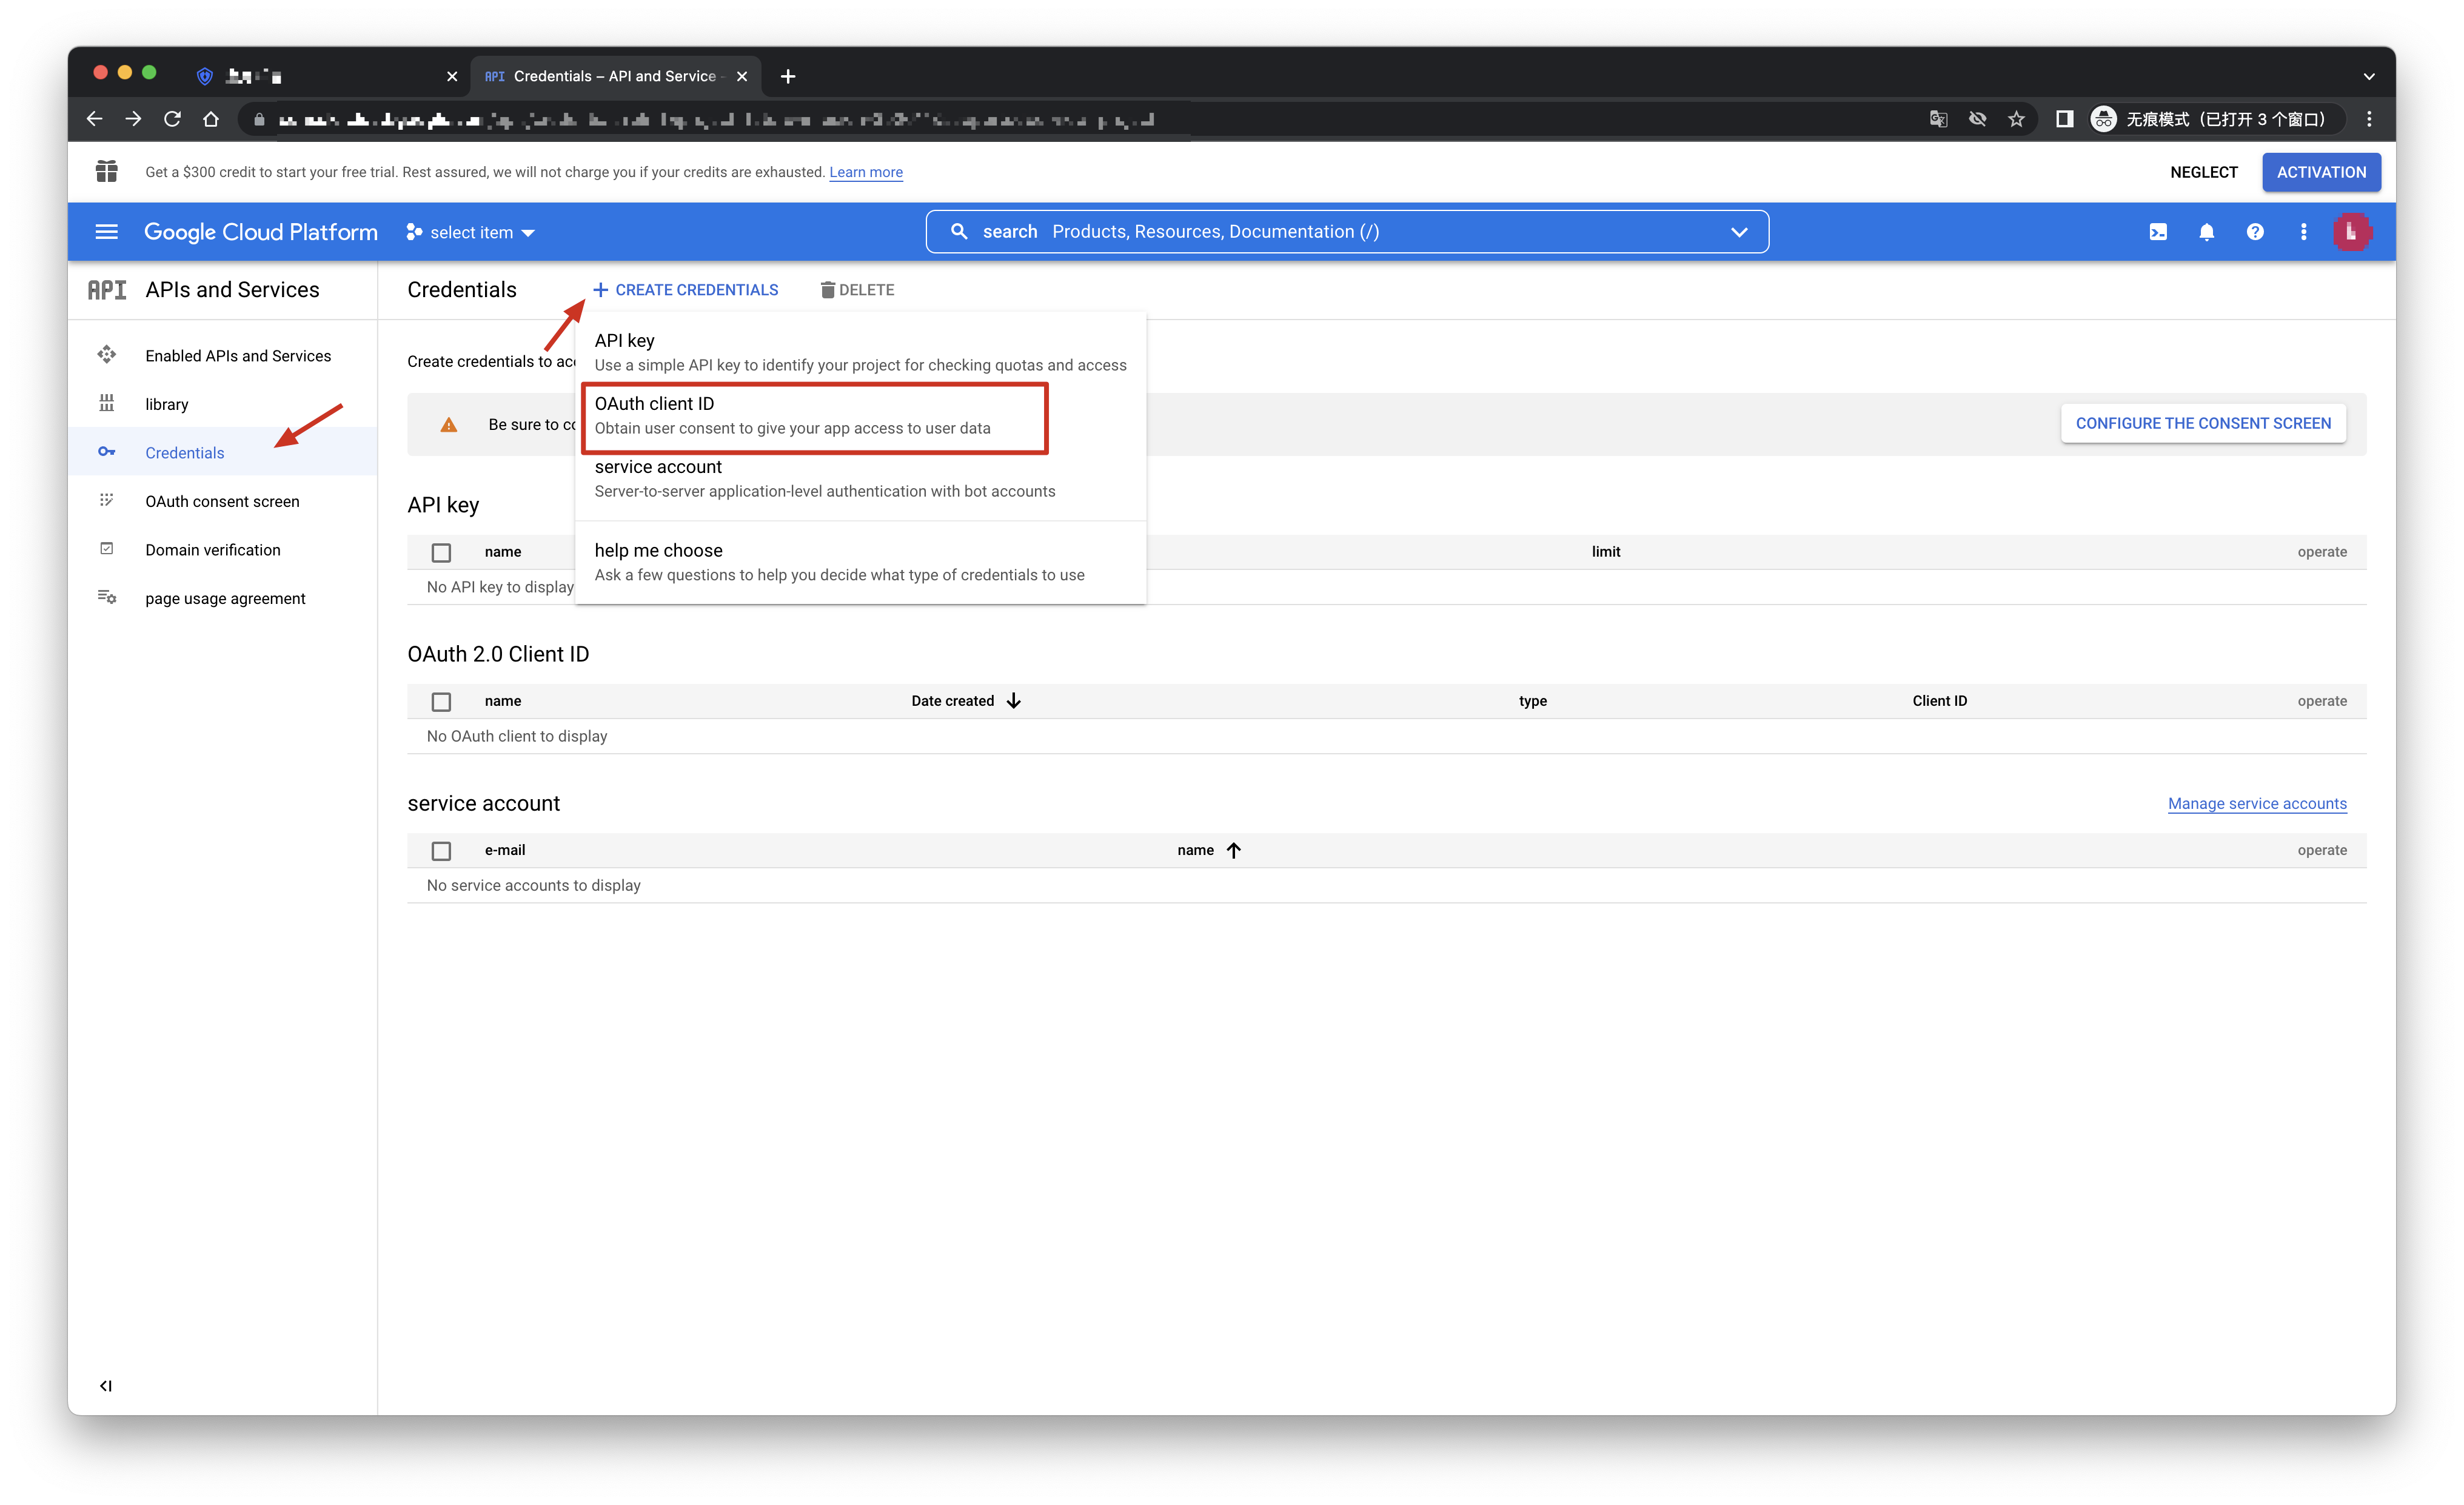 API Credentials – API and Service
无痕模式（已打开 3 个窗口）
Get a $300 credit to start your free trial. Rest assured, we will not charge you if your credits are exhausted. Learn more
NEGLECT
ACTIVATION
Google Cloud Platform
select item
search Products, Resources, Documentation (/)
L
API APIs and Services
Enabled APIs and Services
library
Credentials
OAuth consent screen
Domain verification
page usage agreement
Credentials
CREATE CREDENTIALS
DELETE
Create credentials to
API key
Use a simple API key to identify your project for checking quotas and access
OAuth client ID
Obtain user consent to give your app access to user data
service account
Server-to-server application-level authentication with bot accounts
help me choose
Ask a few questions to help you decide what type of credentials to use
Be sure to
CONFIGURE THE CONSENT SCREEN
API key
name limit operate
No API key to display
OAuth 2.0 Client ID
name Date created type Client ID operate
No OAuth client to display
service account
Manage service accounts
e-mail name operate
No service accounts to display